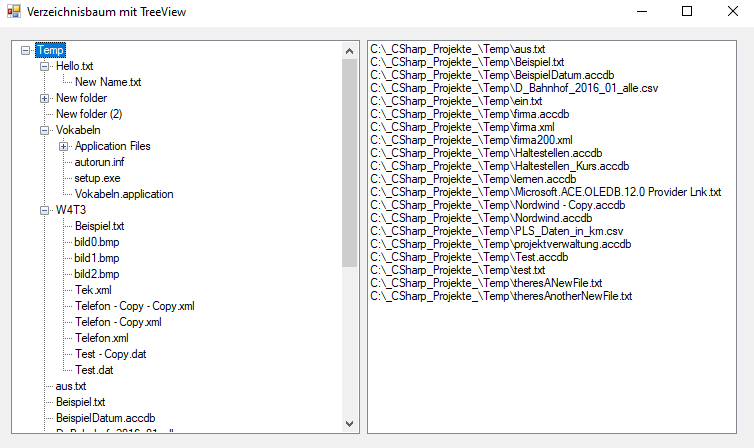 Verzeichnisbaum mit TreeView
Temp
Hello.txt
New Name.txt
New folder
New folder (2)
Vokabeln
Application Files
autorun.inf
setup.exe
Vokabeln.application
W4T3
Beispiel.txt
bild0.bmp
bild1.bmp
bild2.bmp
Tek.xml
Telefon - Copy - Copy.xml
Telefon - Copy.xml
Telefon.xml
Test - Copy.dat
Test.dat
aus.txt
Beispiel.txt
BeispielDatum.accdb
D_Bahnhof_2016_01_alle.
C:\_CSharp_Projekte_\Temp\aus.txt
C:\_CSharp_Projekte_\Temp\Beispiel.txt
C:\_CSharp_Projekte_\Temp\BeispielDatum.accdb
C:\_CSharp_Projekte_\Temp\D_Bahnhof_2016_01_alle.csv
C:\_CSharp_Projekte_\Temp\ein.txt
C:\_CSharp_Projekte_\Temp\firma.accdb
C:\_CSharp_Projekte_\Temp\firma.xml
C:\_CSharp_Projekte_\Temp\firma200.xml
C:\_CSharp_Projekte_\Temp\Haltestellen.accdb
C:\_CSharp_Projekte_\Temp\Haltestellen_Kurs.accdb
C:\_CSharp_Projekte_\Temp\lernen.accdb
C:\_CSharp_Projekte_\Temp\Microsoft.ACE.OLEDB.12.0 Provider Lnk.txt
C:\_CSharp_Projekte_\Temp\Nordwind - Copy.accdb
C:\_CSharp_Projekte_\Temp\Nordwind.accdb
C:\_CSharp_Projekte_\Temp\PLS_Daten_in_km.csv
C:\_CSharp_Projekte_\Temp\projektverwaltung.accdb
C:\_CSharp_Projekte_\Temp\Test.accdb
C:\_CSharp_Projekte_\Temp\test.txt
C:\_CSharp_Projekte_\Temp\theresANewFile.txt
C:\_CSharp_Projekte_\Temp\theresAnotherNewFile.txt